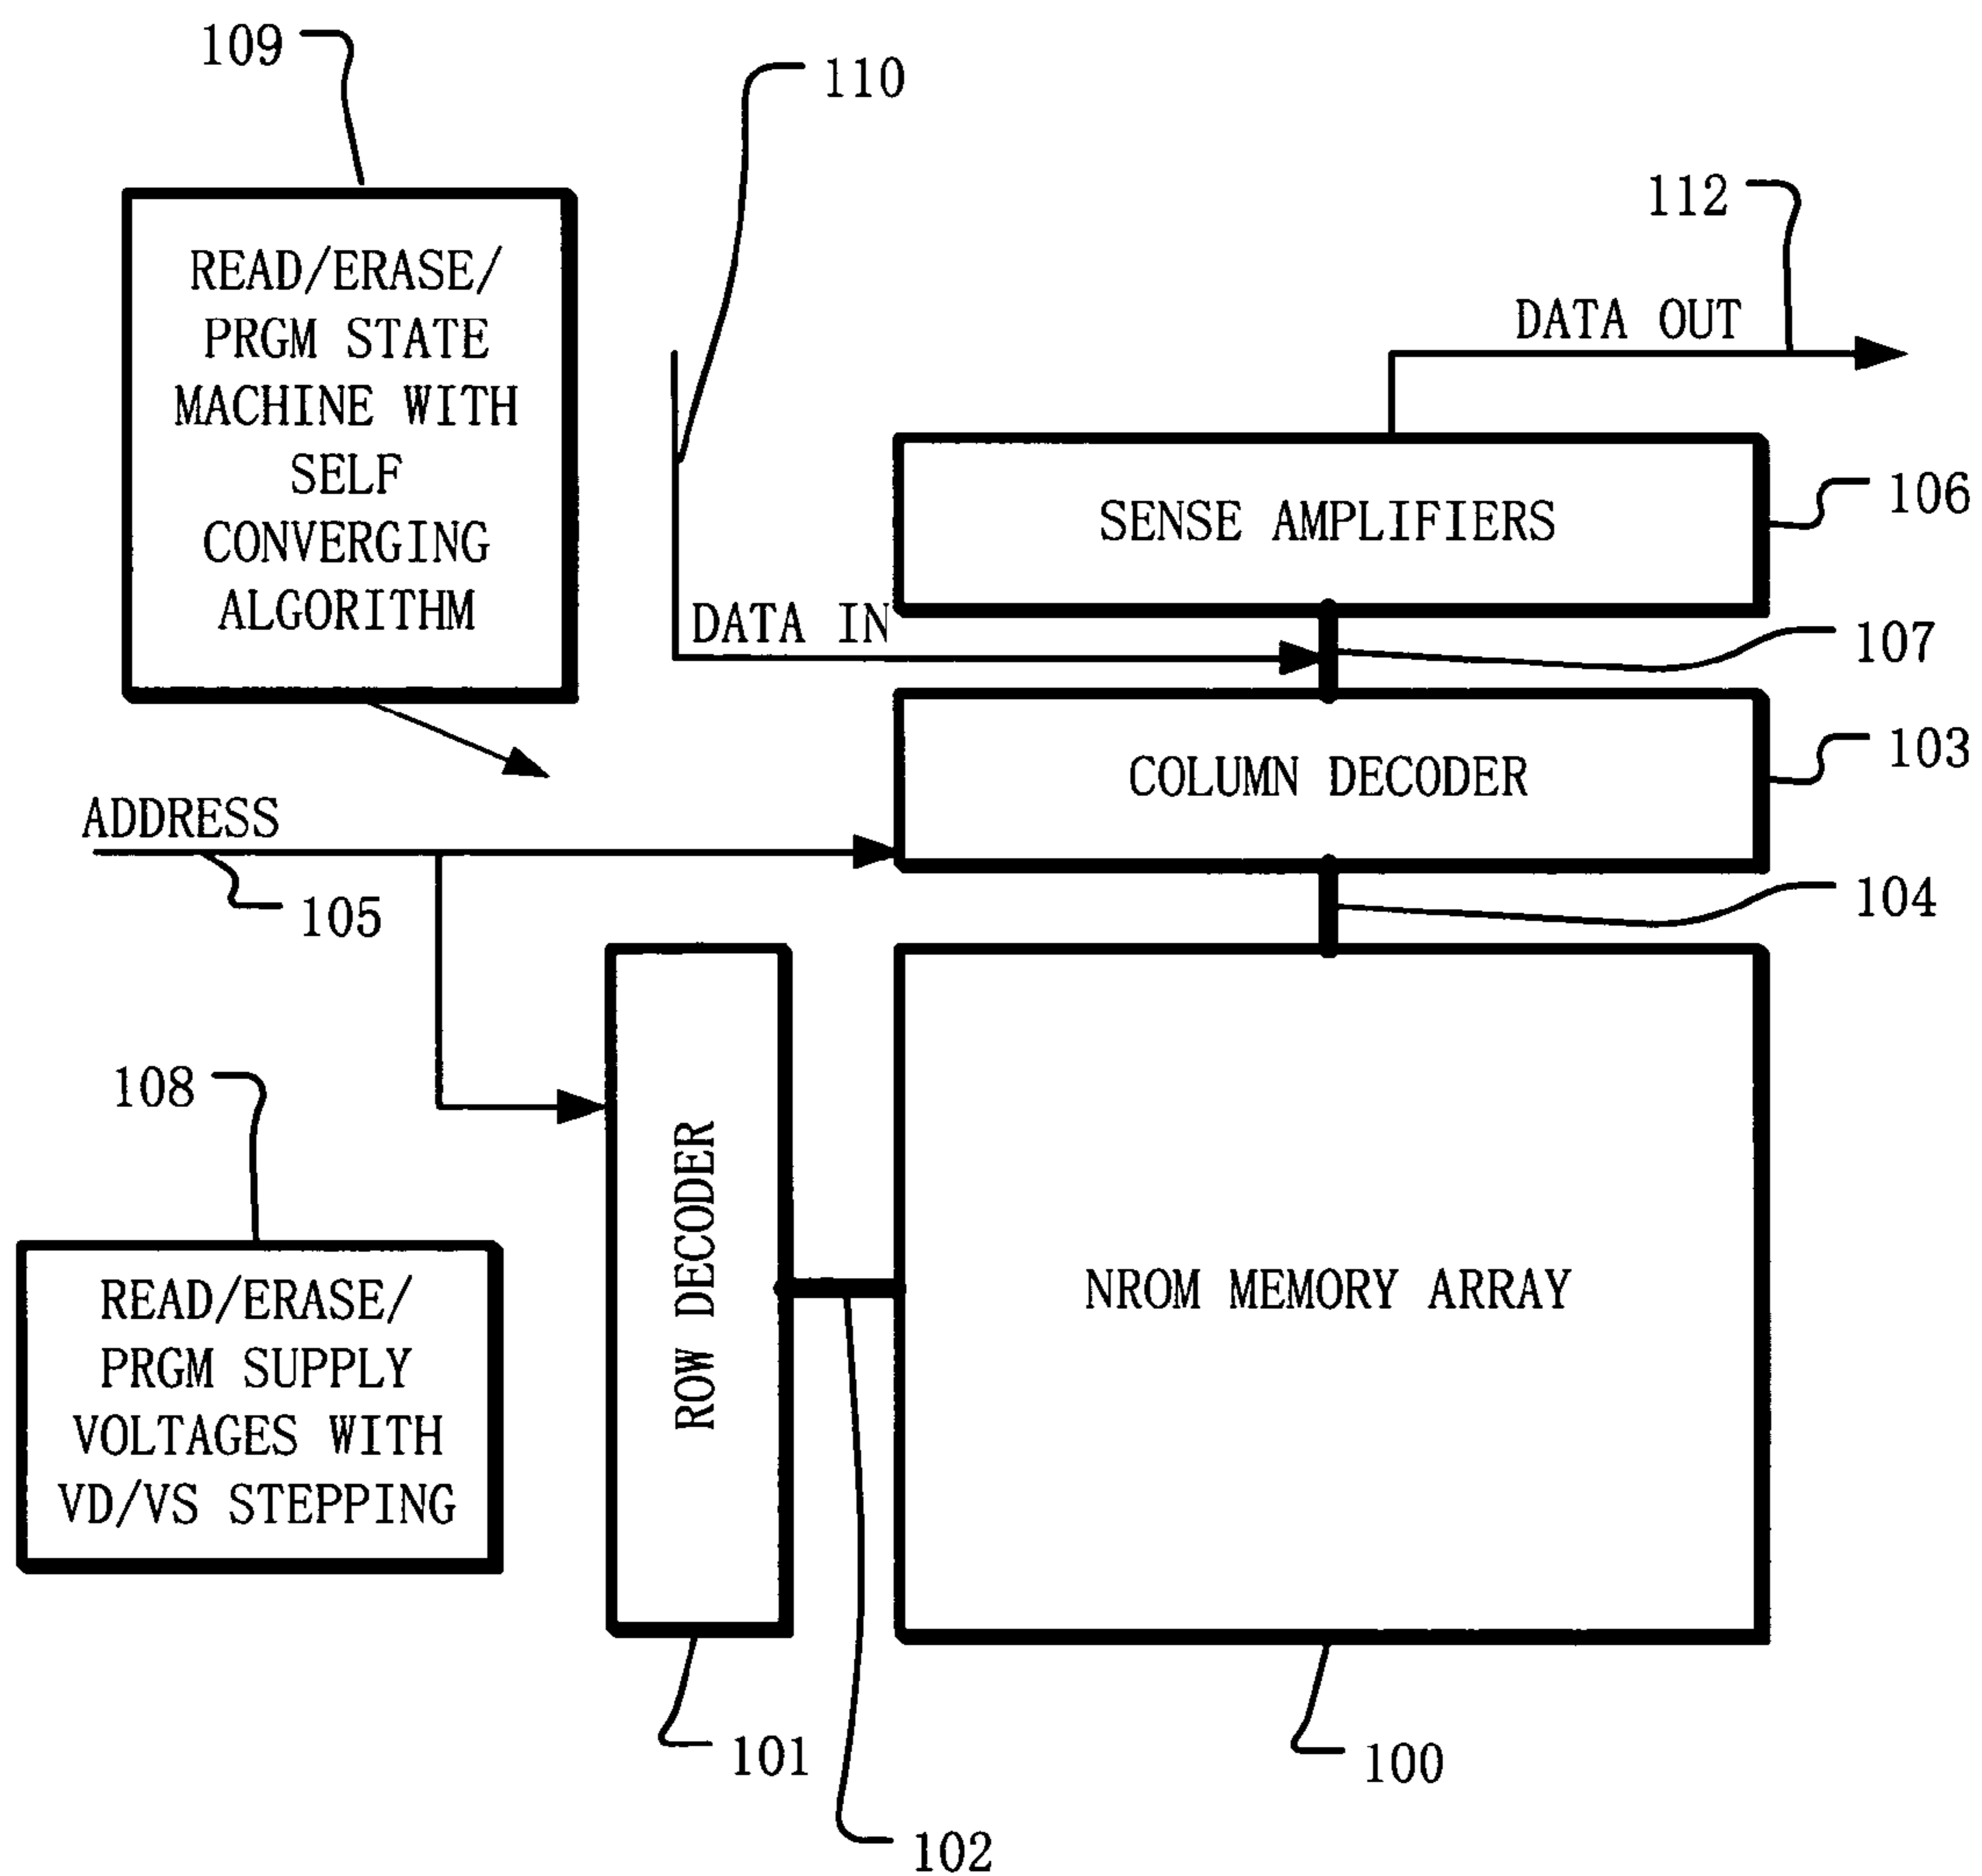 109
110
READ/ERASE/
PRGM STATE
MACHINE WITH
SELF
CONVERGING
ALGORITHM
112
DATA OUT
SENSE AMPLIFIERS
106
DATA IN
107
COLUMN DECODER
103
ADDRESS
105
104
108
READ/ERASE/
PRGM SUPPLY
VOLTAGES WITH
VD/VS STEPPING
ROW DECODER
NROM MEMORY ARRAY
101
102
100